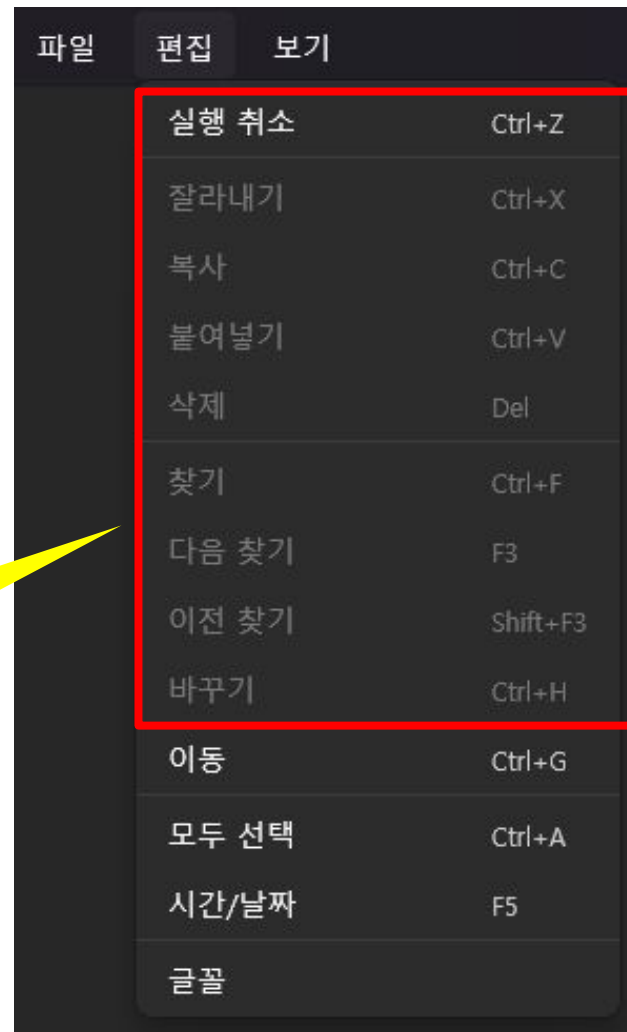 파일 편집 보기
실행 취소 Ctrl+Z
잘라내기 Ctrl+X
복사 Ctrl+C
붙여넣기 Ctrl+V
삭제 Del
찾기 Ctrl+F
다음 찾기 F3
이전 찾기 Shift+F3
바꾸기 Ctrl+H
이동 Ctrl+G
모두 선택 Ctrl+A
시간/날짜 F5
글꼴